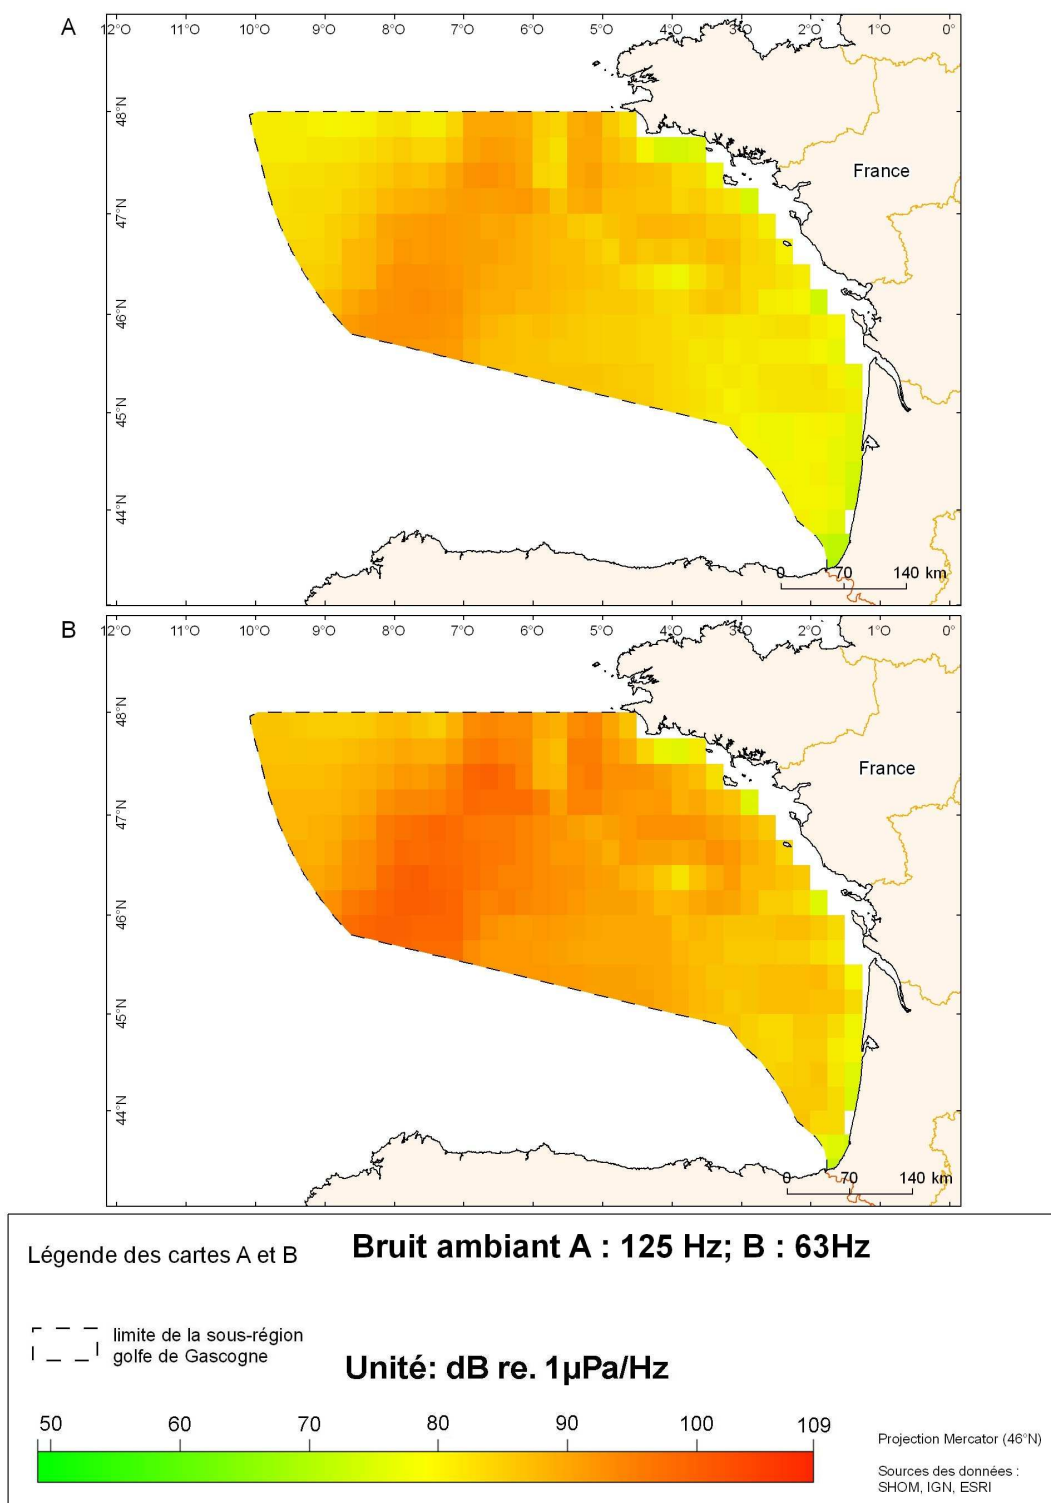 A
12°O 11°O 10°O 9°O 8°O 7°O 6°O 5°O 4°O 3°O 2°O 1°O 0°
48°N
France
47°N
46°N
45°N
44°N
0 70 140 km
B
12°O 11°O 10°O 9°O 8°O 7°O 6°O 5°O 4°O 3°O 2°O 1°O 0°
48°N
France
47°N
46°N
45°N
44°N
0 70 140 km
Légende des cartes A et B
Bruit ambiant A : 125 Hz; B : 63Hz
limite de la sous-région
golfe de Gascogne
Unité: dB re. 1µPa/Hz
50 60 70 80 90 100 109
Projection Mercator (46°N)
Sources des données :
SHOM, IGN, ESRI